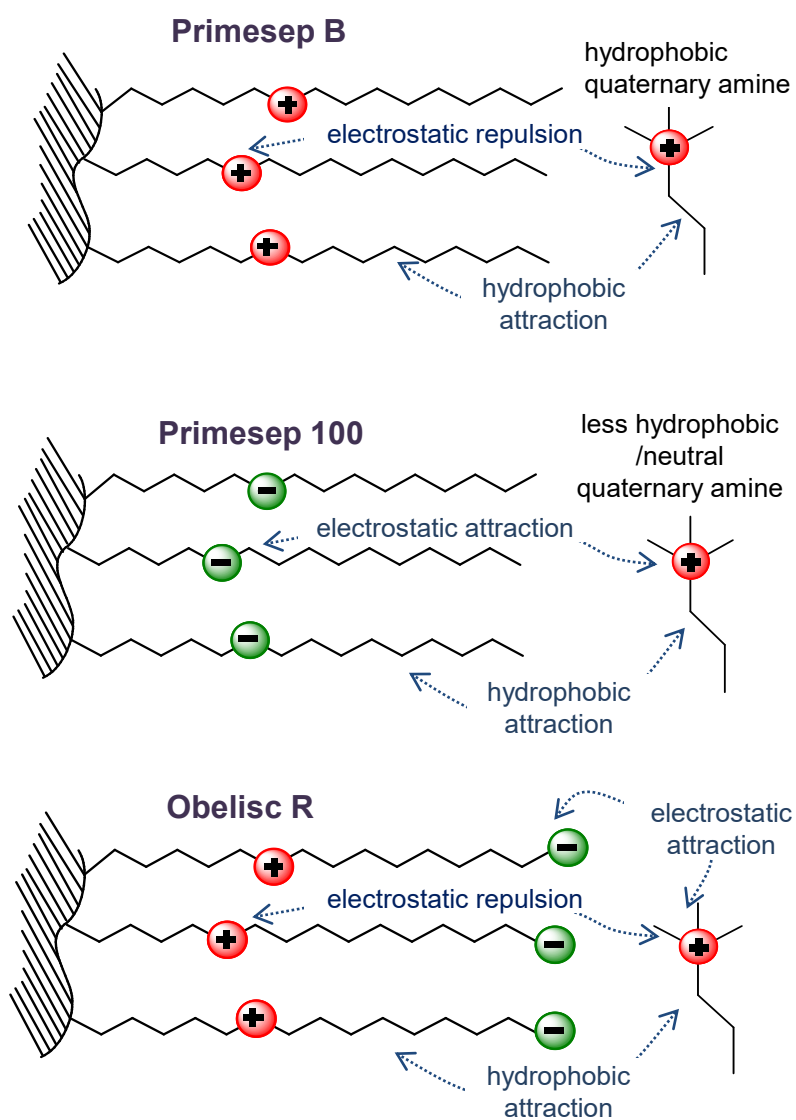 Primesep B
hydrophobic
quaternary amine
+
electrostatic repulsion
+
+
+
hydrophobic
attraction
Primesep 100
less hydrophobic
/neutral
quaternary amine
-
electrostatic attraction
+
-
-
hydrophobic
attraction
Obelisc R
electrostatic
attraction
-
+
electrostatic repulsion
+
-
+
+
-
hydrophobic
attraction